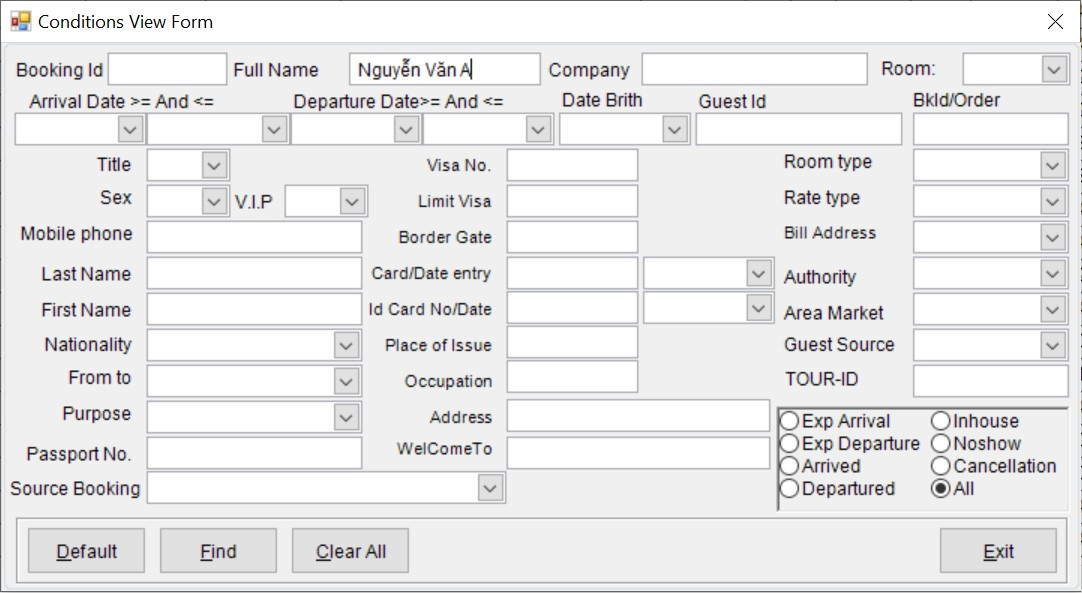 Conditions View Form
Booking Id Full Name Nguyễn Văn A Company Room:
Arrival Date >= And <= Departure Date>= And <= Date Brith Guest Id BkId/Order
Title Visa No. Room type
Sex V.I.P Limit Visa Rate type
Mobile phone Border Gate Bill Address
Last Name Card/Date entry Authority
First Name Id Card No/Date Area Market
Nationality Place of Issue Guest Source
From to Occupation TOUR-ID
Purpose Address Exp Arrival Inhouse
Exp Departure Noshow
Passport No. WelComeTo Arrived Cancellation
Source Booking Departured All
Default Find Clear All Exit